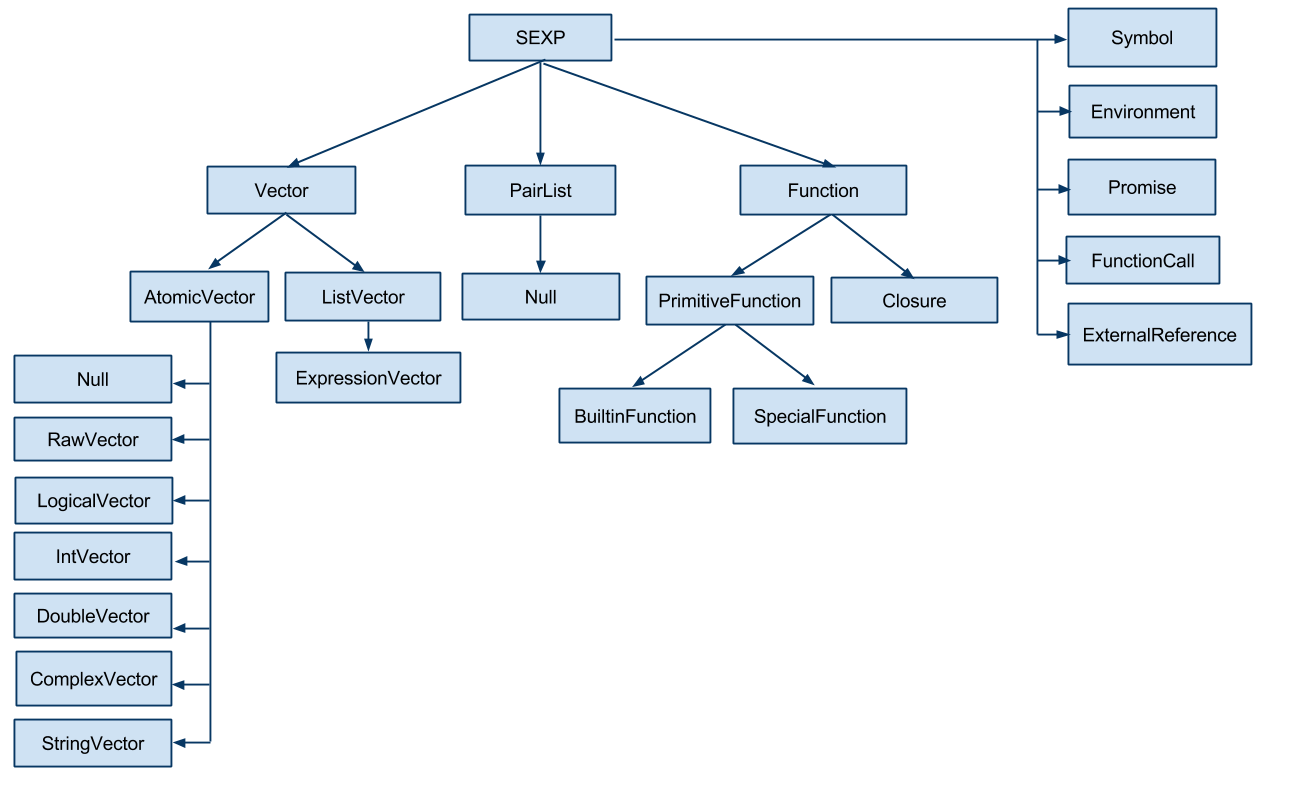 SEXP
Symbol
Environment
Promise
FunctionCall
ExternalReference
Vector
PairList
Function
AtomicVector
ListVector
Null
PrimitiveFunction
Closure
ExpressionVector
BuiltinFunction
SpecialFunction
Null
RawVector
LogicalVector
IntVector
DoubleVector
ComplexVector
StringVector